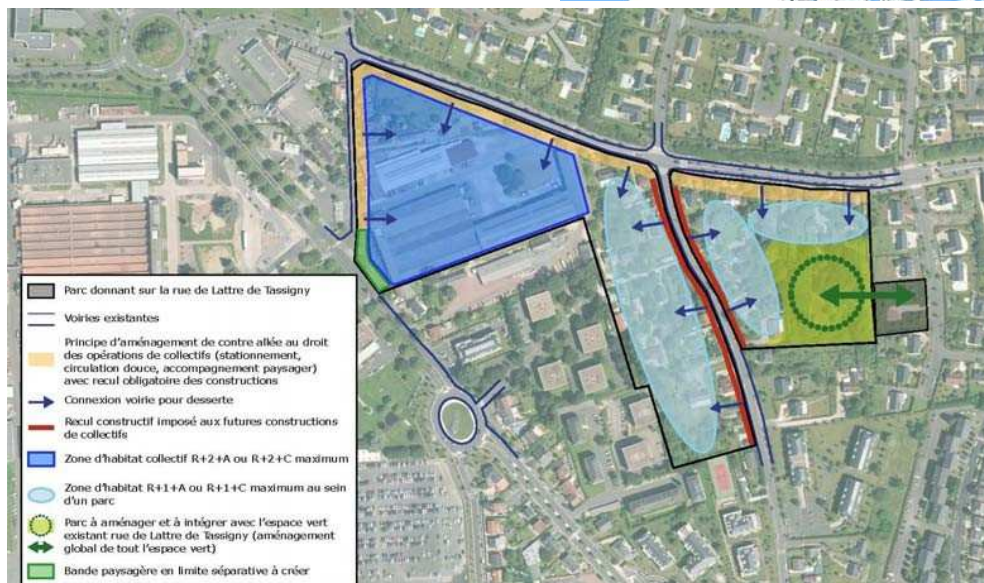 Parc donnant sur la rue de Lattre de Tassigny
Voiries existantes
Principe d'aménagement de contre allée au droit
des opérations de collectifs (stationnement,
circulation douce, accompagnement paysager)
avec recul obligatoire des constructions
Connexion voirie pour desserte
Recul constructif imposé aux futures constructions
de collectifs
Zone d'habitat collectif R+2+A ou R+2+C maximum
Zone d'habitat R+1+A ou R+1+C maximum au sein
d'un parc
Parc à aménager et à intégrer avec l'espace vert
existant rue de Lattre de Tassigny (aménagement
global de tout l'espace vert)
Bande paysagère en limite séparative à créer